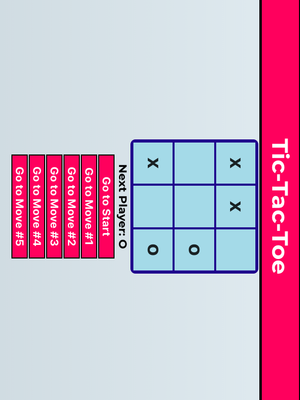 Tic-Tac-Toe
X X
O
X O
Next Player: O
Go to Start
Go to Move #1
Go to Move #2
Go to Move #3
Go to Move #4
Go to Move #5